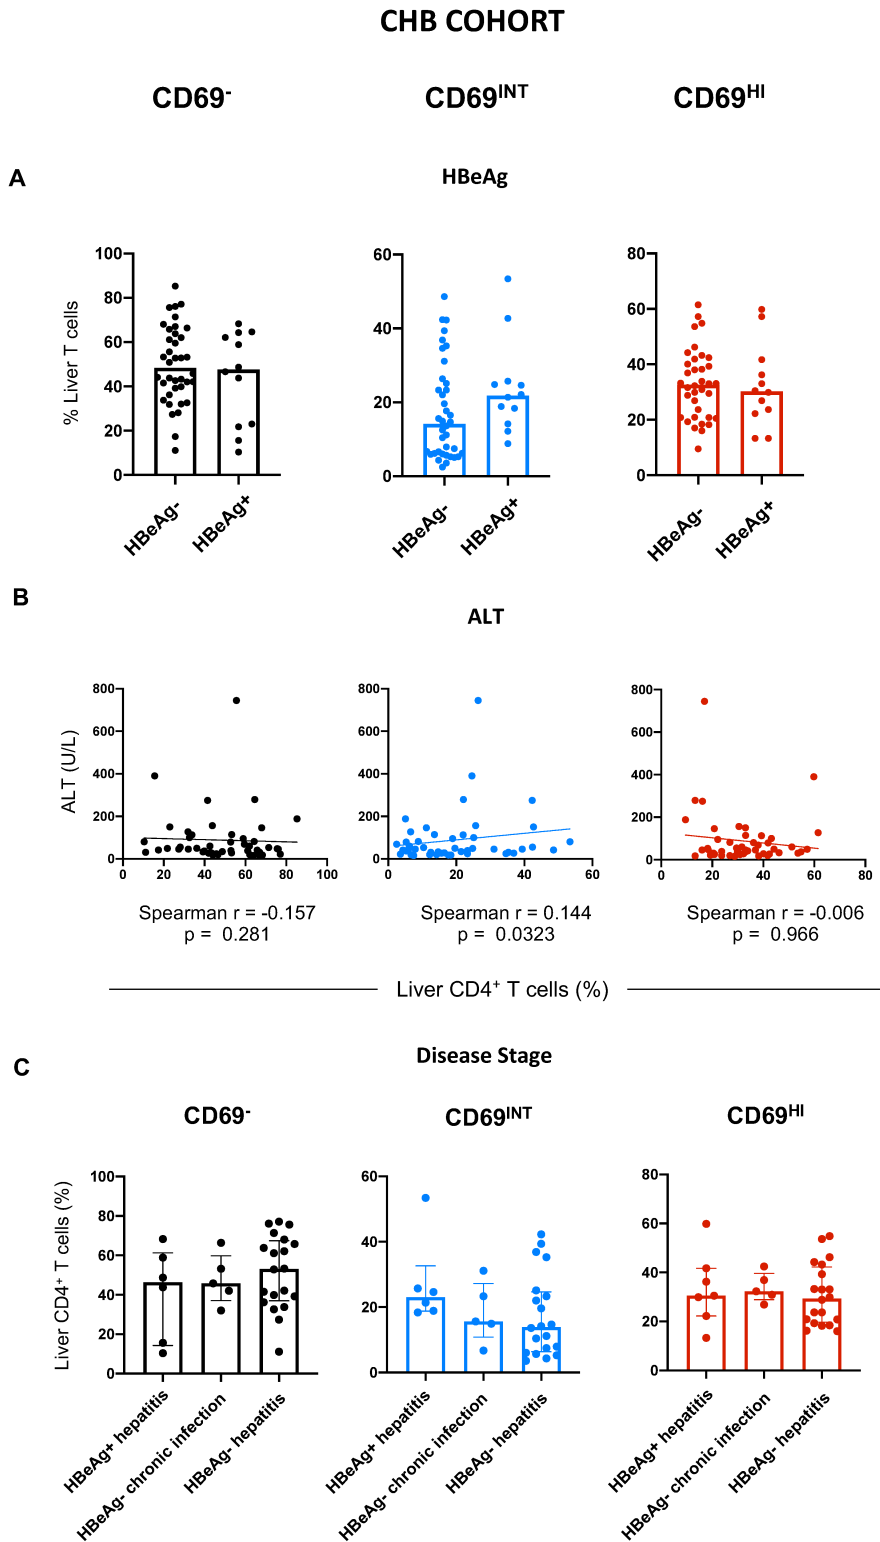 CHB COHORT
CD69⁻ CD69ᴵᴺᵀ CD69ᴴᴵ
A
HBeAg
% Liver T cells
100
80
60
40
20
0
HBeAg- HBeAg+
60
40
20
0
HBeAg- HBeAg+
80
60
40
20
0
HBeAg- HBeAg+
B
ALT
ALT (U/L)
800
600
400
200
0
0 20 40 60 80 100
Spearman r = -0.157
p = 0.281
800
600
400
200
0
0 20 40 60
Spearman r = 0.144
p = 0.0323
800
600
400
200
0
0 20 40 60 80
Spearman r = -0.006
p = 0.966
Liver CD4⁺ T cells (%)
C
Disease Stage
CD69⁻ CD69ᴵᴺᵀ CD69ᴴᴵ
Liver CD4⁺ T cells (%)
100
80
60
40
20
0
HBeAg+ hepatitis
HBeAg- chronic infection
HBeAg- hepatitis
60
40
20
0
HBeAg+ hepatitis
HBeAg- chronic infection
HBeAg- hepatitis
80
60
40
20
0
HBeAg+ hepatitis
HBeAg- chronic infection
HBeAg- hepatitis